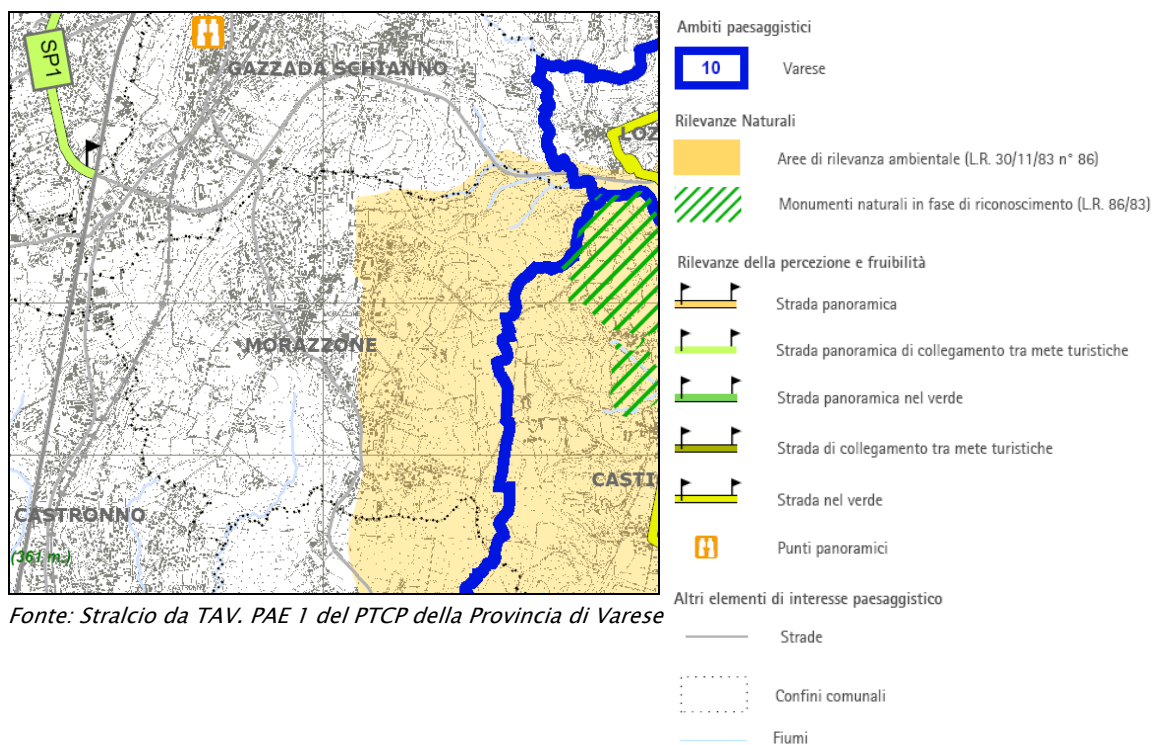 SP1
GAZZADA SCHIANNO
LOZ
MORAZZONE
CASTI
CASTRONNO
(361 m.)
Fonte: Stralcio da TAV. PAE 1 del PTCP della Provincia di Varese
Ambiti paesaggistici
10 Varese
Rilevanze Naturali
Aree di rilevanza ambientale (L.R. 30/11/83 n° 86)
Monumenti naturali in fase di riconoscimento (L.R. 86/83)
Rilevanze della percezione e fruibilità
Strada panoramica
Strada panoramica di collegamento tra mete turistiche
Strada panoramica nel verde
Strada di collegamento tra mete turistiche
Strada nel verde
Punti panoramici
Altri elementi di interesse paesaggistico
Strade
Confini comunali
Fiumi